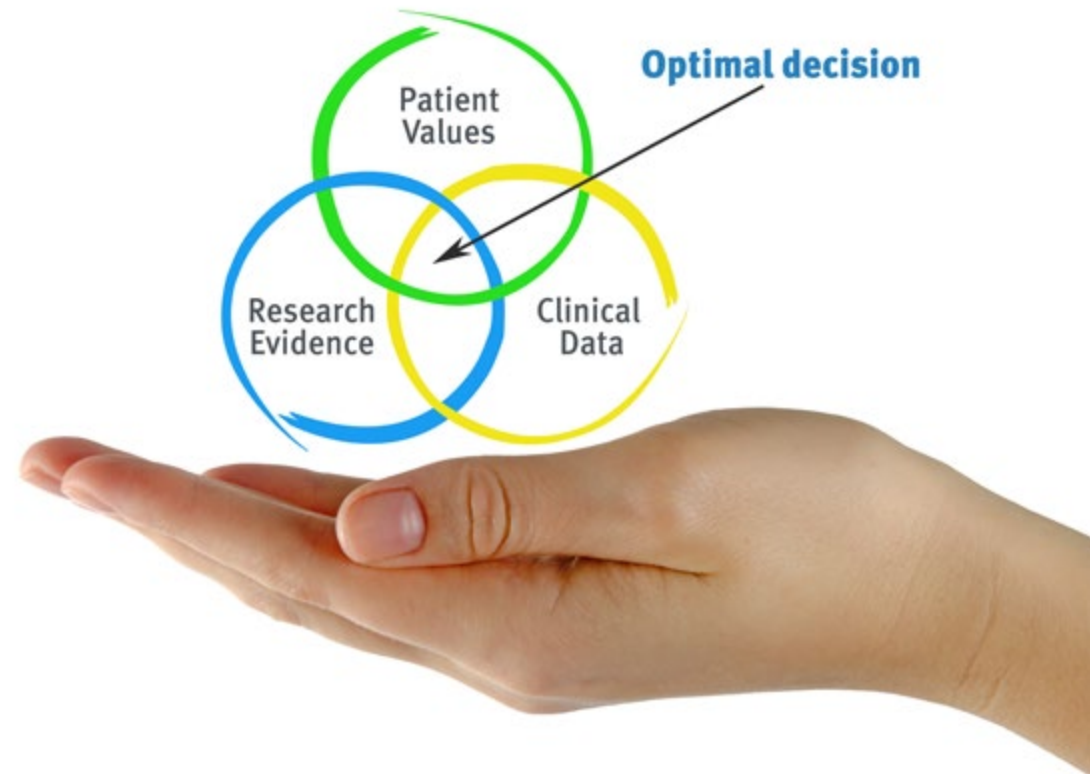 Optimal decision
Patient
Values
Research
Evidence
Clinical
Data